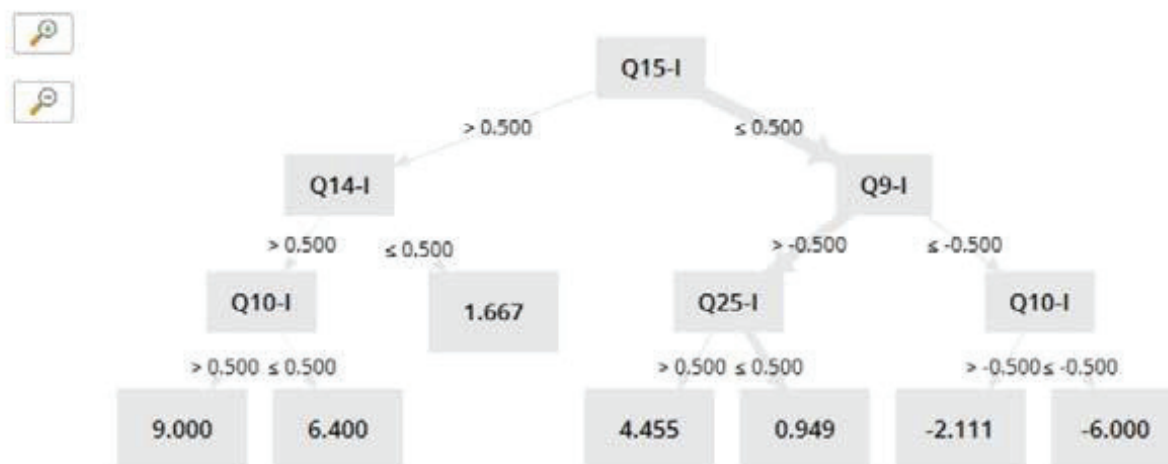 Q15-I
> 0.500 ≤ 0.500
Q14-I Q9-I
> 0.500 ≤ 0.500 > -0.500 ≤ -0.500
Q10-I 1.667 Q25-I Q10-I
> 0.500 ≤ 0.500 > 0.500 ≤ 0.500 > -0.500 ≤ -0.500
9.000 6.400 4.455 0.949 -2.111 -6.000